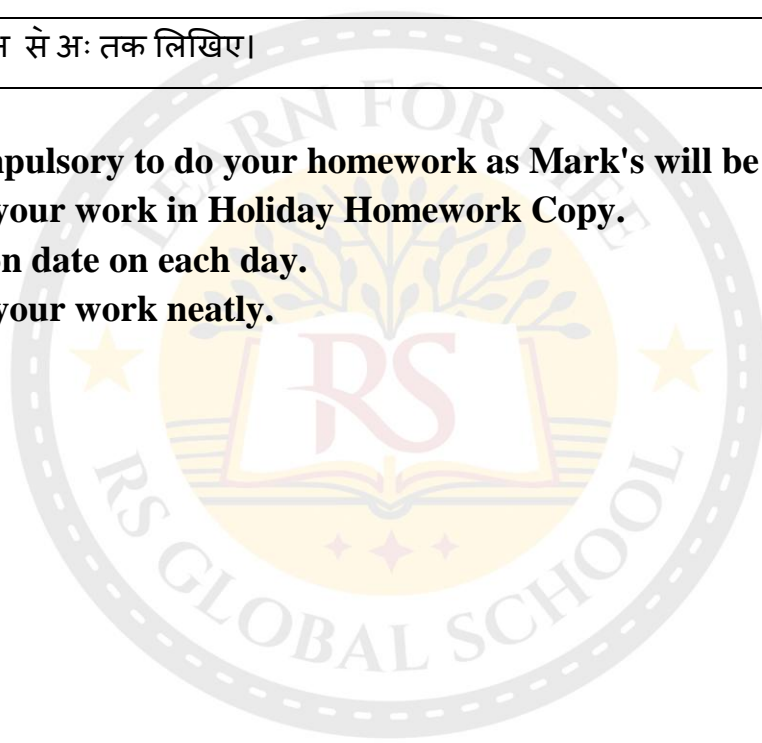 से अः तक लिखिए।
to do your homework as Mark's will be
your work in Holiday Homework Copy.
date on each day.
your work neatly.
LEARN FOR LIFE
RS
RS GLOBAL SCHOOL